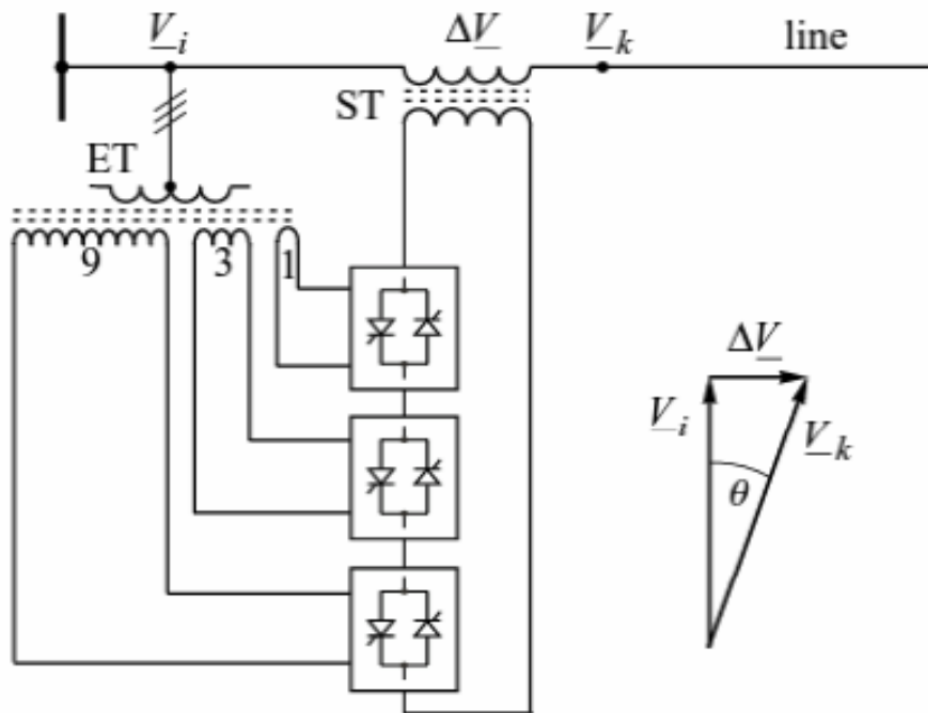 V_i ΔV V_k line
ST
ET
9 3 1
ΔV
V_i V_k
θ